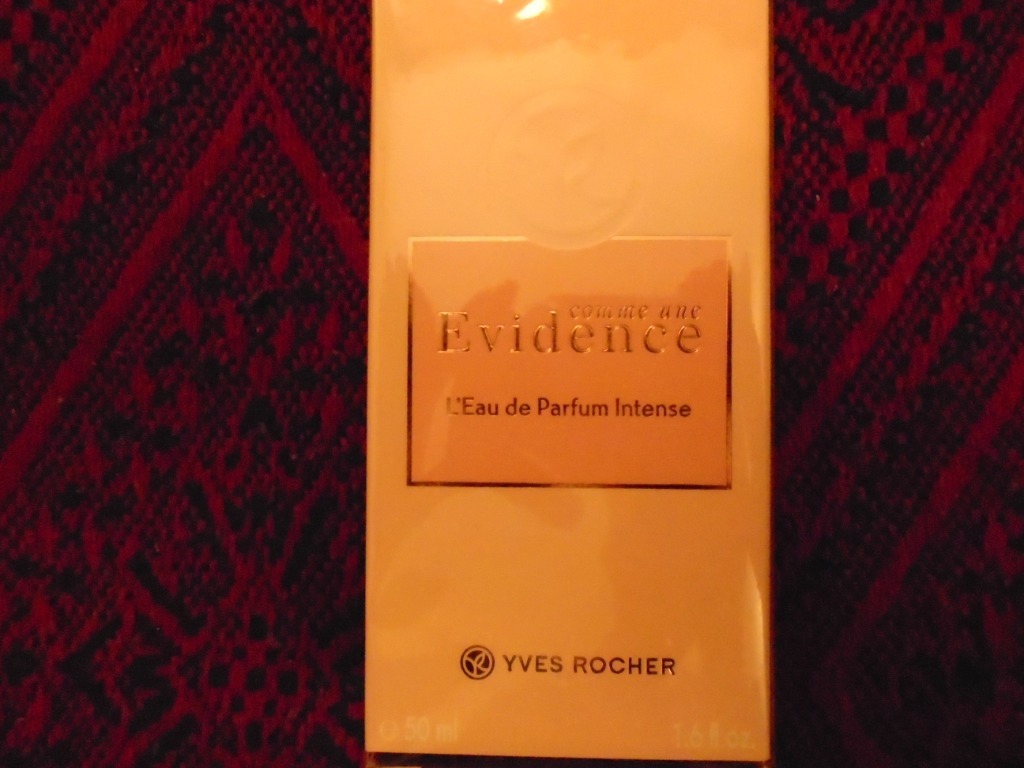 comme une
Evidence
L'Eau de Parfum Intense
YVES ROCHER
℮ 50 ml 1.6 fl.oz.